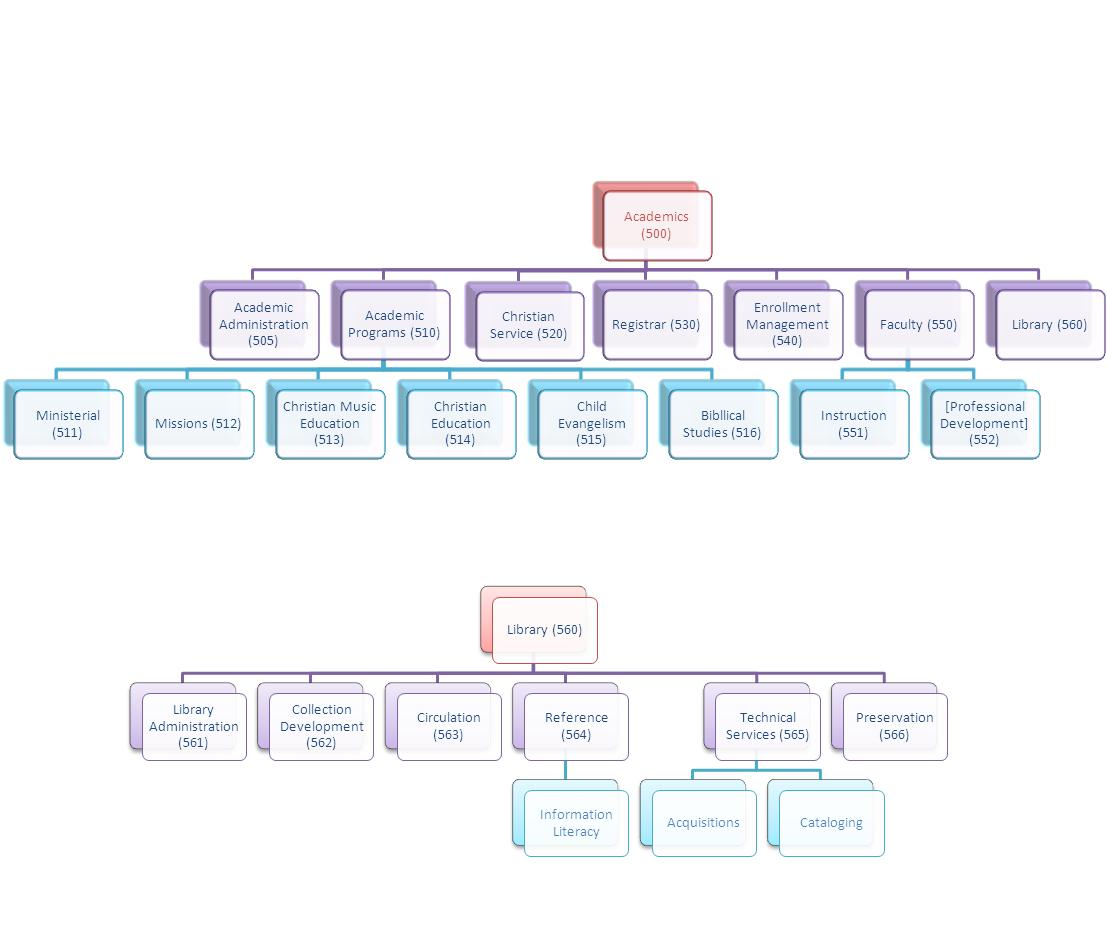 Academics
(500)
Academic
Administration
(505)
Academic
Programs (510)
Christian
Service (520)
Registrar (530)
Enrollment
Management
(540)
Faculty (550)
Library (560)
Ministerial
(511)
Missions (512)
Christian Music
Education
(513)
Christian
Education
(514)
Child
Evangelism
(515)
Bibllical
Studies (516)
Instruction
(551)
[Professional
Development]
(552)
Library (560)
Library
Administration
(561)
Collection
Development
(562)
Circulation
(563)
Reference
(564)
Technical
Services (565)
Preservation
(566)
Information
Literacy
Acquisitions
Cataloging